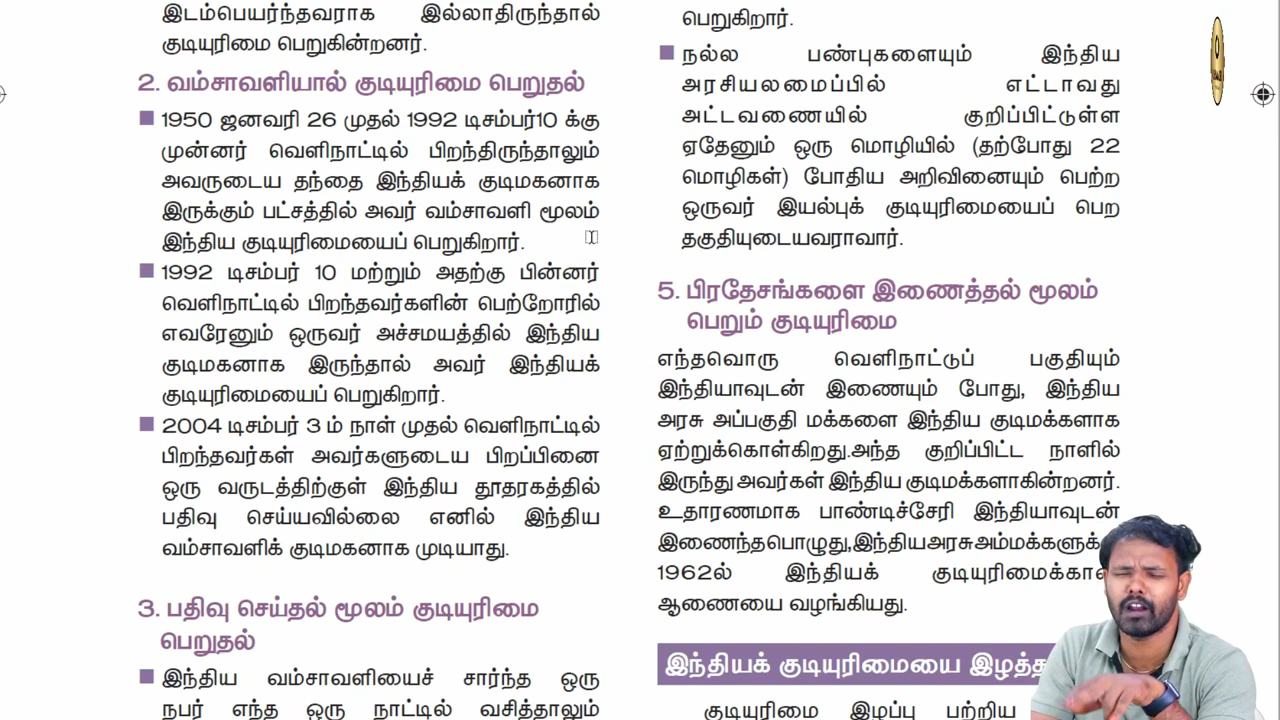 இடம்பெயர்ந்தவராக இல்லாதிருந்தால்
குடியுரிமை பெறுகின்றனர்.
2. வம்சாவளியால் குடியுரிமை பெறுதல்
■ 1950 ஜனவரி 26 முதல் 1992 டிசம்பர்10 க்கு
முன்னர் வெளிநாட்டில் பிறந்திருந்தாலும்
அவருடைய தந்தை இந்தியக் குடிமகனாக
இருக்கும் பட்சத்தில் அவர் வம்சாவளி மூலம்
இந்திய குடியுரிமையைப் பெறுகிறார்.
■ 1992 டிசம்பர் 10 மற்றும் அதற்கு பின்னர்
வெளிநாட்டில் பிறந்தவர்களின் பெற்றோரில்
எவரேனும் ஒருவர் அச்சமயத்தில் இந்திய
குடிமகனாக இருந்தால் அவர் இந்தியக்
குடியுரிமையைப் பெறுகிறார்.
■ 2004 டிசம்பர் 3 ம் நாள் முதல் வெளிநாட்டில்
பிறந்தவர்கள் அவர்களுடைய பிறப்பினை
ஒரு வருடத்திற்குள் இந்திய தூதரகத்தில்
பதிவு செய்யவில்லை எனில் இந்திய
வம்சாவளிக் குடிமகனாக முடியாது.
3. பதிவு செய்தல் மூலம் குடியுரிமை
பெறுதல்
■ இந்திய வம்சாவளியைச் சார்ந்த ஒரு
நபர் எந்த ஒரு நாட்டில் வசித்தாலும்
பெறுகிறார்.
■ நல்ல பண்புகளையும் இந்திய
அரசியலமைப்பில் எட்டாவது
அட்டவணையில் குறிப்பிட்டுள்ள
ஏதேனும் ஒரு மொழியில் (தற்போது 22
மொழிகள்) போதிய அறிவினையும் பெற்ற
ஒருவர் இயல்புக் குடியுரிமையைப் பெற
தகுதியுடையவராவார்.
5. பிரதேசங்களை இணைத்தல் மூலம்
பெறும் குடியுரிமை
எந்தவொரு வெளிநாட்டுப் பகுதியும்
இந்தியாவுடன் இணையும் போது, இந்திய
அரசு அப்பகுதி மக்களை இந்திய குடிமக்களாக
ஏற்றுக்கொள்கிறது.அந்த குறிப்பிட்ட நாளில்
இருந்து அவர்கள் இந்திய குடிமக்களாகின்றனர்.
உதாரணமாக பாண்டிச்சேரி இந்தியாவுடன்
இணைந்தபொழுது,இந்தியஅரசுஅம்மக்களுக்
1962ல் இந்தியக் குடியுரிமைக்கா
ஆணையை வழங்கியது.
இந்தியக் குடியுரிமையை இழத்த
குடியுரிமை இழப்பு பற்றிய